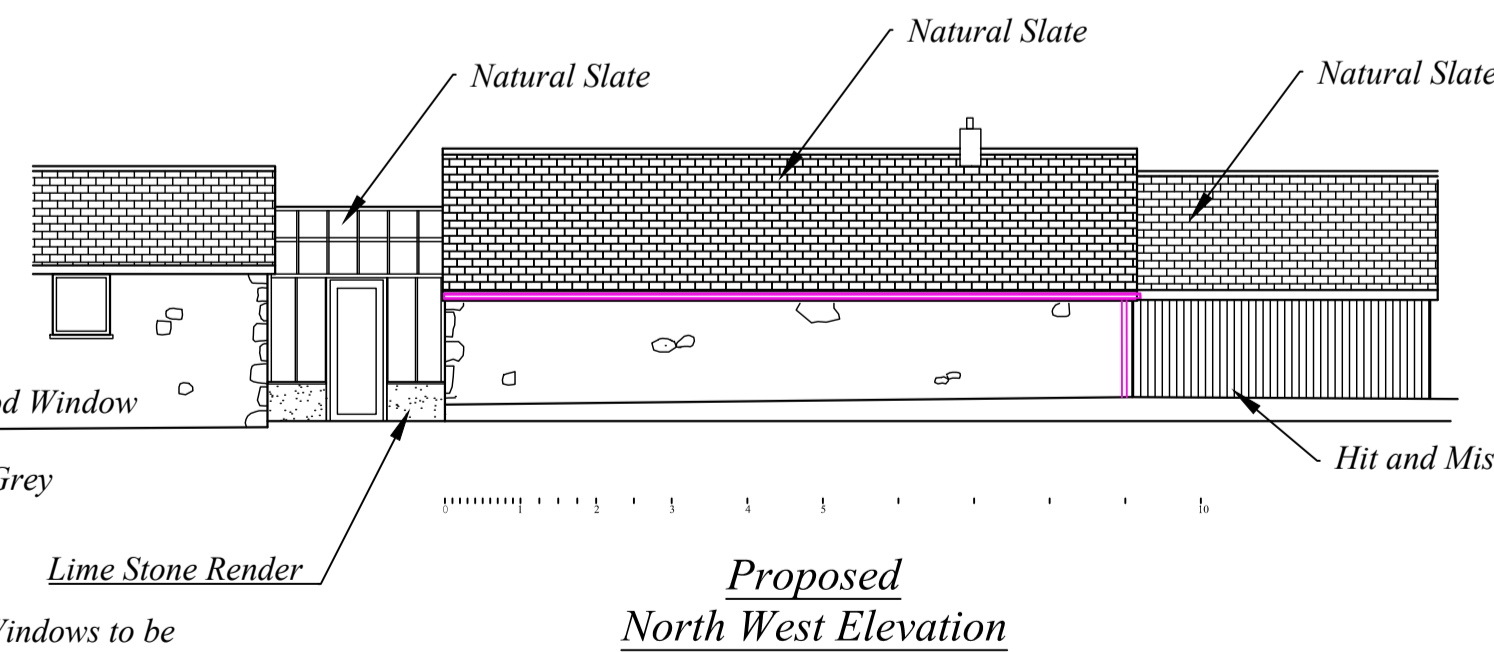 Natural Slate
Natural Slate
Natural Slate
od Window
Grey
Hit and Mis
0 1 2 3 4 5 10
Lime Stone Render
Windows to be
Proposed
North West Elevation